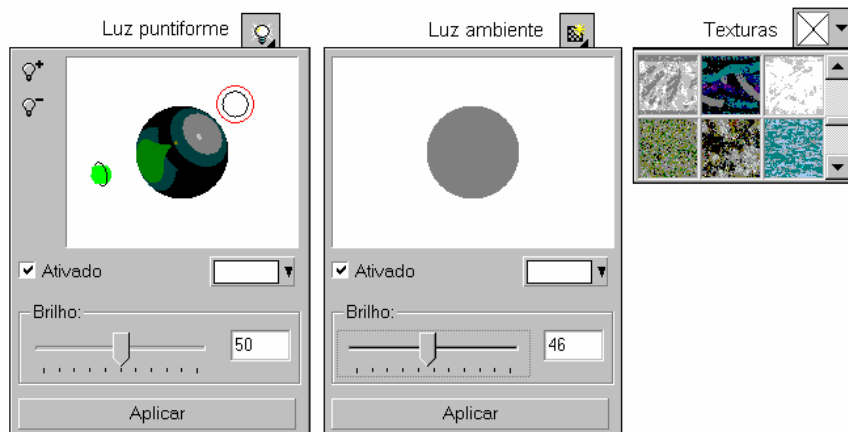 Luz puntiforme
Luz ambiente
Texturas
Ativado
Ativado
Brilho:
50
Brilho:
46
Aplicar
Aplicar